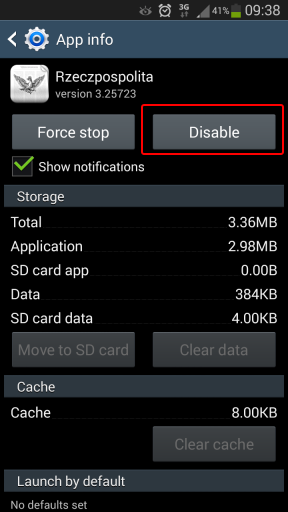 3G 41% 09:38
App info
Rzeczpospolita
version 3.25723
Force stop Disable
Show notifications
Storage
Total 3.36MB
Application 2.98MB
SD card app 0.00B
Data 384KB
SD card data 4.00KB
Move to SD card Clear data
Cache
Cache 8.00KB
Clear cache
Launch by default
No defaults set